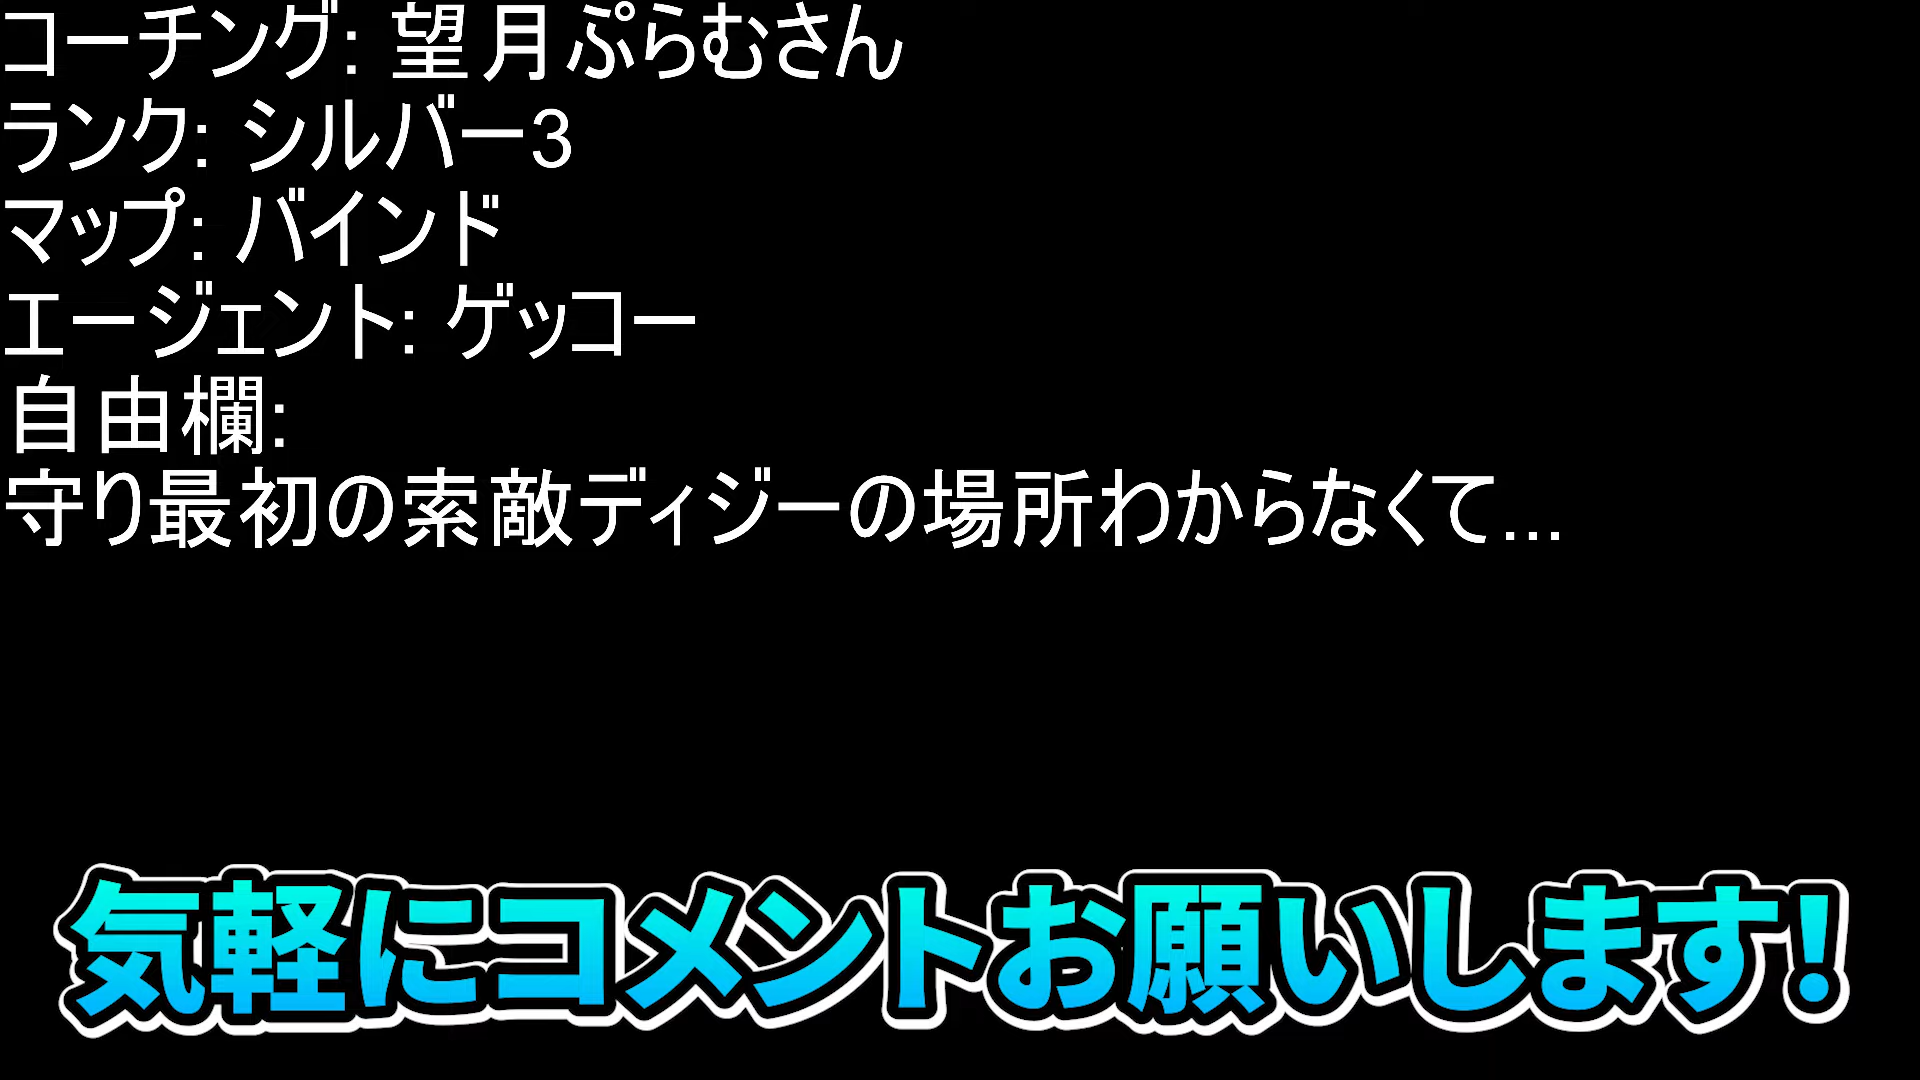 コーチング: 望月ぷらむさん
ランク: シルバー3
マップ: バインド
エージェント: ゲッコー
自由欄:
守り最初の索敵ディジーの場所わからなくて...
気軽にコメントお願いします!